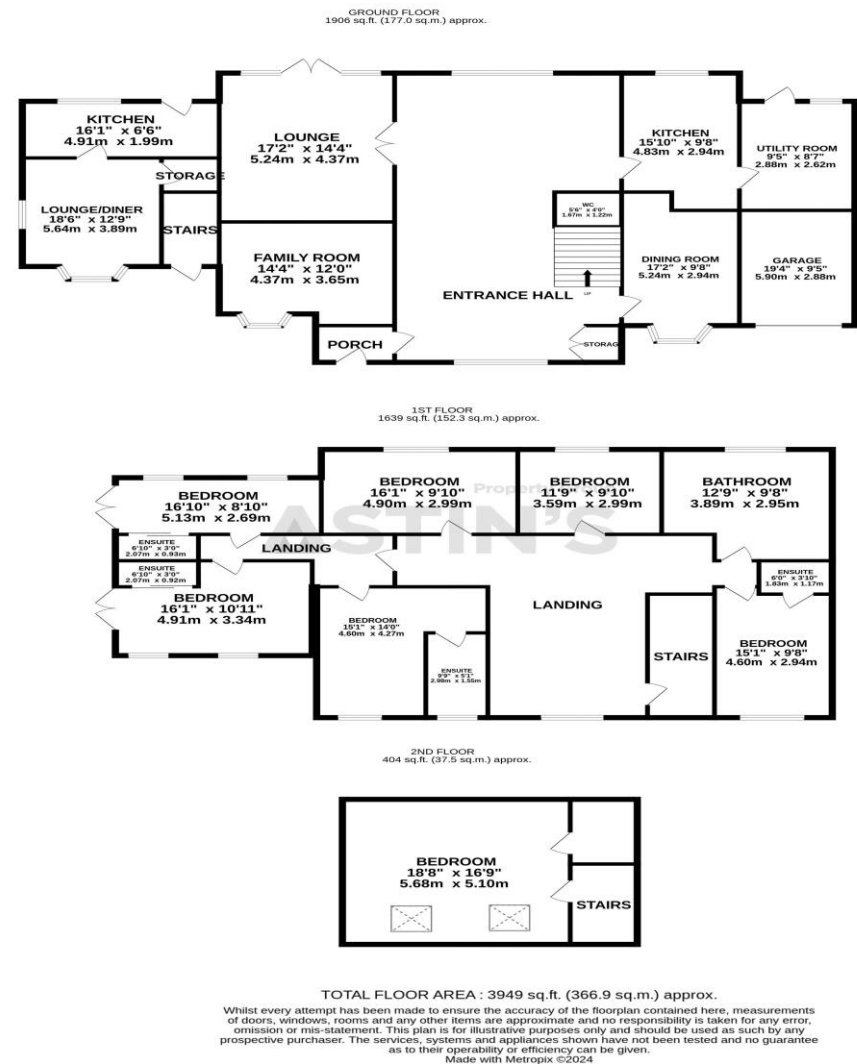 GROUND FLOOR
1906 sq.ft. (177.0 sq.m.) approx.
KITCHEN
16'1" x 6'6"
4.91m x 1.99m
LOUNGE
17'2" x 14'4"
5.24m x 4.37m
KITCHEN
15'10" x 9'8"
4.83m x 2.94m
UTILITY ROOM
9'5" x 8'7"
2.88m x 2.62m
STORAGE
LOUNGE/DINER
18'6" x 12'9"
5.64m x 3.89m
STAIRS
WC
5'6" x 4'0"
1.67m x 1.22m
FAMILY ROOM
14'4" x 12'0"
4.37m x 3.65m
DINING ROOM
17'2" x 9'8"
5.24m x 2.94m
GARAGE
19'4" x 9'5"
5.90m x 2.88m
ENTRANCE HALL
UP
PORCH
STORAG
1ST FLOOR
1639 sq.ft. (152.3 sq.m.) approx.
BEDROOM
16'1" x 9'10"
4.90m x 2.99m
BEDROOM
11'9" x 9'10"
3.59m x 2.99m
BATHROOM
12'9" x 9'8"
3.89m x 2.95m
BEDROOM
16'10" x 8'10"
5.13m x 2.69m
Propert
ASTIN'S
ENSUITE
6'10" x 3'0"
2.07m x 0.93m
LANDING
ENSUITE
6'10" x 3'0"
2.07m x 0.92m
ENSUITE
6'0" x 3'10"
1.83m x 1.17m
BEDROOM
16'1" x 10'11"
4.91m x 3.34m
LANDING
BEDROOM
15'1" x 14'0"
4.60m x 4.27m
BEDROOM
15'1" x 9'8"
4.60m x 2.94m
STAIRS
ENSUITE
9'9" x 5'1"
2.98m x 1.55m
2ND FLOOR
404 sq.ft. (37.5 sq.m.) approx.
BEDROOM
18'8" x 16'9"
5.68m x 5.10m
STAIRS
TOTAL FLOOR AREA : 3949 sq.ft. (366.9 sq.m.) approx.
Whilst every attempt has been made to ensure the accuracy of the floorplan contained here, measurements
of doors, windows, rooms and any other items are approximate and no responsibility is taken for any error,
omission or mis-statement. This plan is for illustrative purposes only and should be used as such by any
prospective purchaser. The services, systems and appliances shown have not been tested and no guarantee
as to their operability or efficiency can be given.
Made with Metropix ©2024